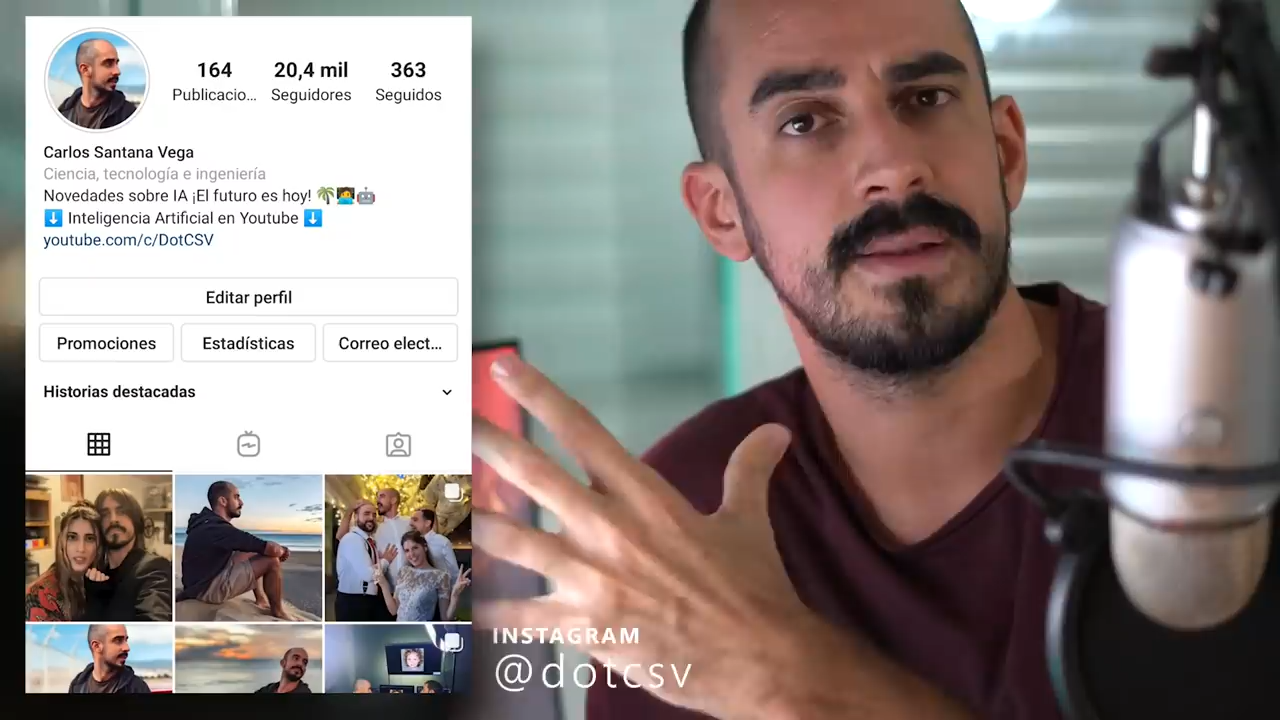 164 20,4 mil 363
Publicacio... Seguidores Seguidos
Carlos Santana Vega
Ciencia, tecnología e ingeniería
Novedades sobre IA ¡El futuro es hoy! 🌴🧑‍💻🤖
⬇️ Inteligencia Artificial en Youtube ⬇️
youtube.com/c/DotCSV
Editar perfil
Promociones Estadísticas Correo elect...
Historias destacadas
INSTAGRAM
@dotcsv